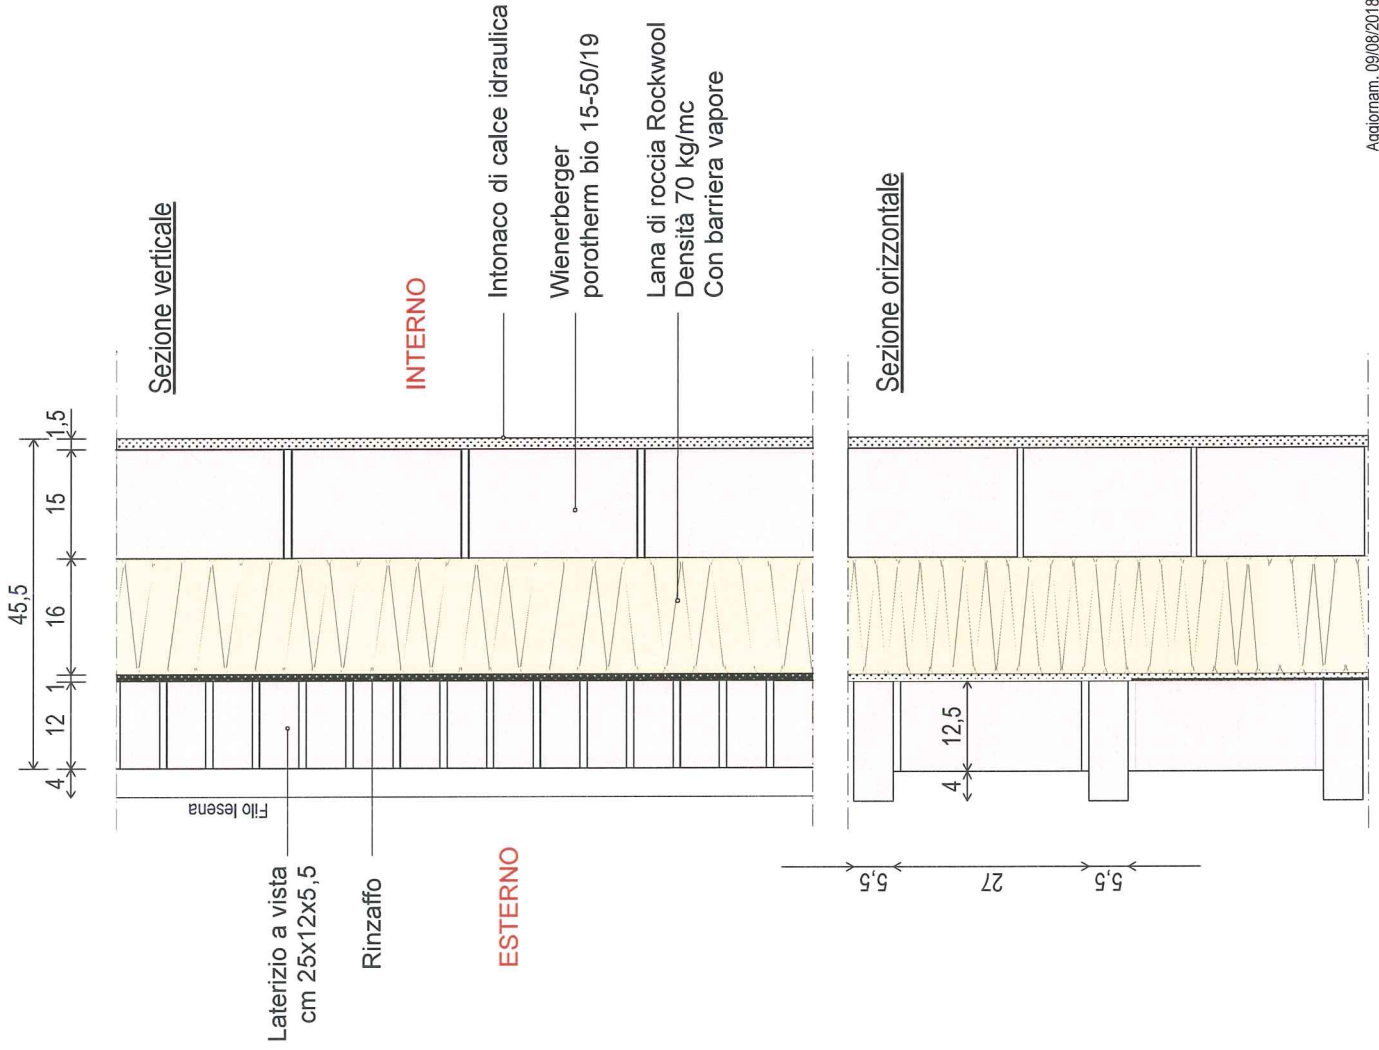 Sezione verticale
INTERNO
Intonaco di calce idraulica
Wienerberger
porotherm bio 15-50/19
Lana di roccia Rockwool
Densità 70 kg/mc
Con barriera vapore
45,5
4
12
1
16
15
1,5
Filo lesena
Laterizio a vista
cm 25x12x5,5
Rinzaffo
ESTERNO
Sezione orizzontale
12,5
4
5,5
27
5,5
Aggiornam. 09/08/2018